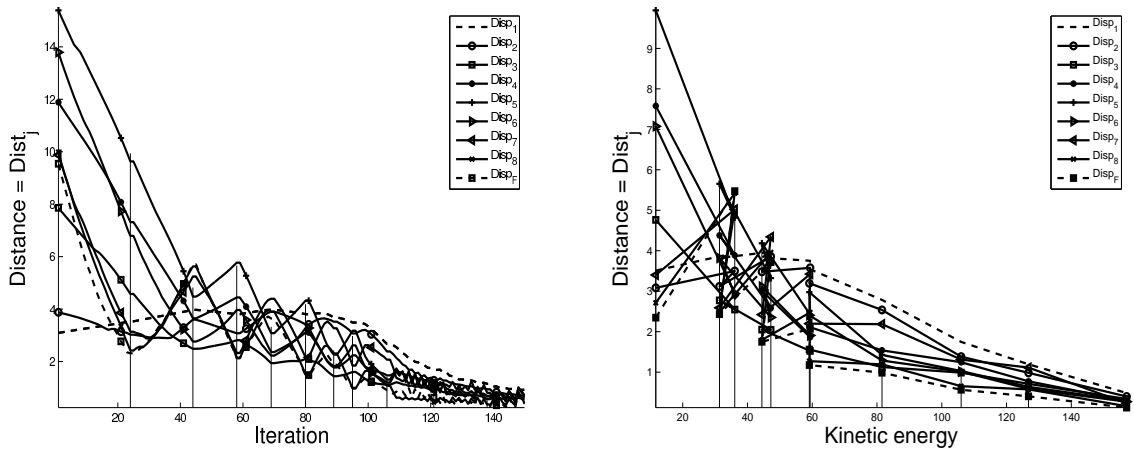 14
12
10
8
6
4
2
20
40
60
80
100
120
140
Distance = Dist_j
Iteration
Disp_1
Disp_2
Disp_3
Disp_4
Disp_5
Disp_6
Disp_7
Disp_8
Disp_F
9
8
7
6
5
4
3
2
1
20
40
60
80
100
120
140
Distance = Dist_j
Kinetic energy
Disp_1
Disp_2
Disp_3
Disp_4
Disp_5
Disp_6
Disp_7
Disp_8
Disp_F